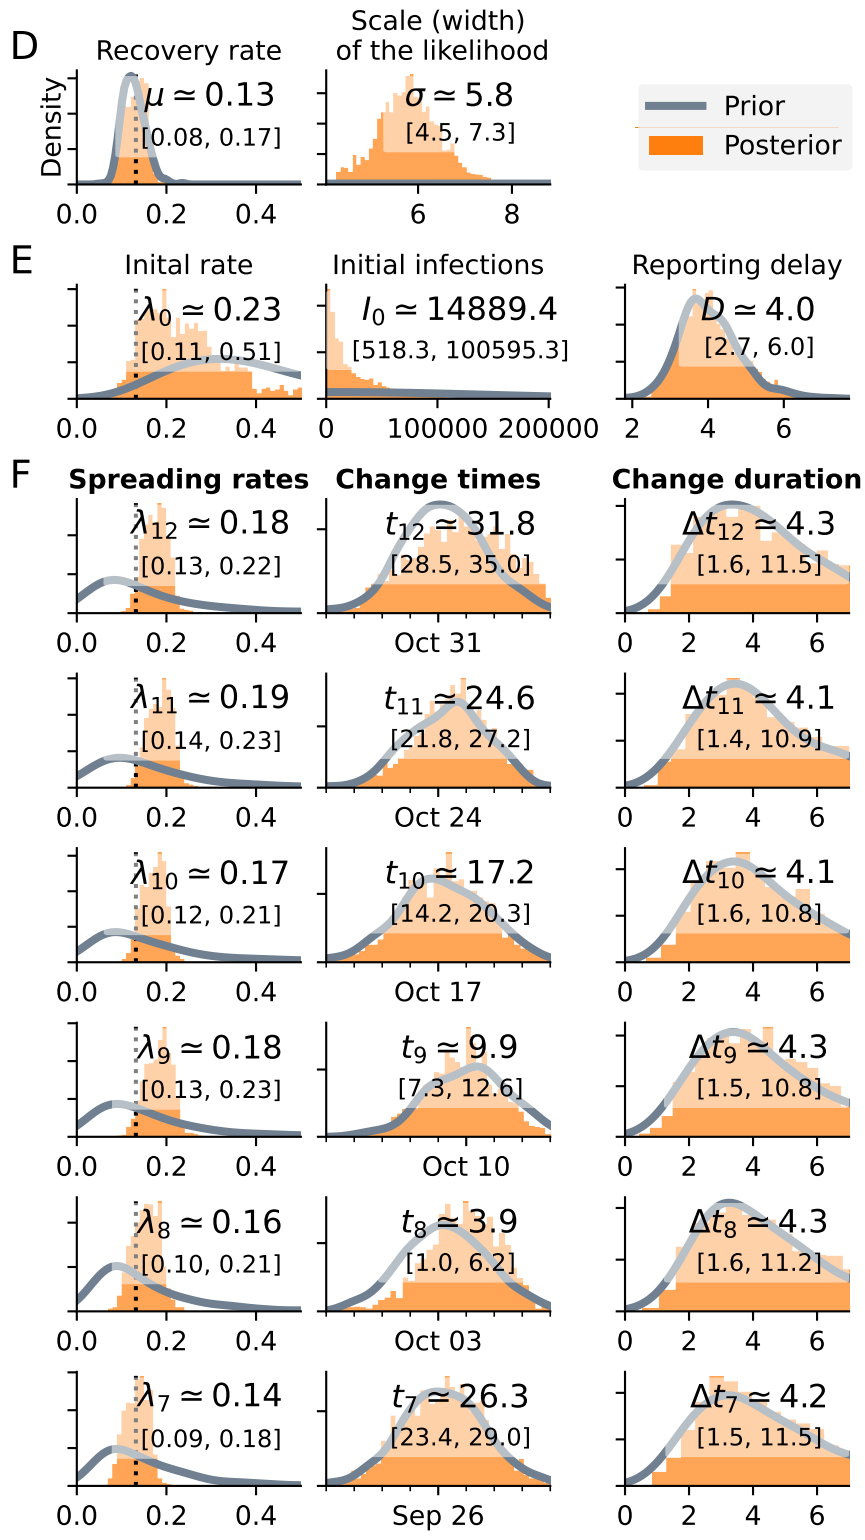 D
Recovery rate
Scale (width)
of the likelihood
Density
μ ≃ 0.13
[0.08, 0.17]
σ ≃ 5.8
[4.5, 7.3]
Prior
Posterior
0.0 0.2 0.4
6 8
E
Inital rate
Initial infections
Reporting delay
λ0 ≃ 0.23
[0.11, 0.51]
I0 ≃ 14889.4
[518.3, 100595.3]
D ≃ 4.0
[2.7, 6.0]
0.0 0.2 0.4
0 100000 200000
2 4 6
F
Spreading rates
Change times
Change duration
λ12 ≃ 0.18
[0.13, 0.22]
t12 ≃ 31.8
[28.5, 35.0]
Δt12 ≃ 4.3
[1.6, 11.5]
0.0 0.2 0.4
Oct 31
0 2 4 6
λ11 ≃ 0.19
[0.14, 0.23]
t11 ≃ 24.6
[21.8, 27.2]
Δt11 ≃ 4.1
[1.4, 10.9]
0.0 0.2 0.4
Oct 24
0 2 4 6
λ10 ≃ 0.17
[0.12, 0.21]
t10 ≃ 17.2
[14.2, 20.3]
Δt10 ≃ 4.1
[1.6, 10.8]
0.0 0.2 0.4
Oct 17
0 2 4 6
λ9 ≃ 0.18
[0.13, 0.23]
t9 ≃ 9.9
[7.3, 12.6]
Δt9 ≃ 4.3
[1.5, 10.8]
0.0 0.2 0.4
Oct 10
0 2 4 6
λ8 ≃ 0.16
[0.10, 0.21]
t8 ≃ 3.9
[1.0, 6.2]
Δt8 ≃ 4.3
[1.6, 11.2]
0.0 0.2 0.4
Oct 03
0 2 4 6
λ7 ≃ 0.14
[0.09, 0.18]
t7 ≃ 26.3
[23.4, 29.0]
Δt7 ≃ 4.2
[1.5, 11.5]
0.0 0.2 0.4
Sep 26
0 2 4 6